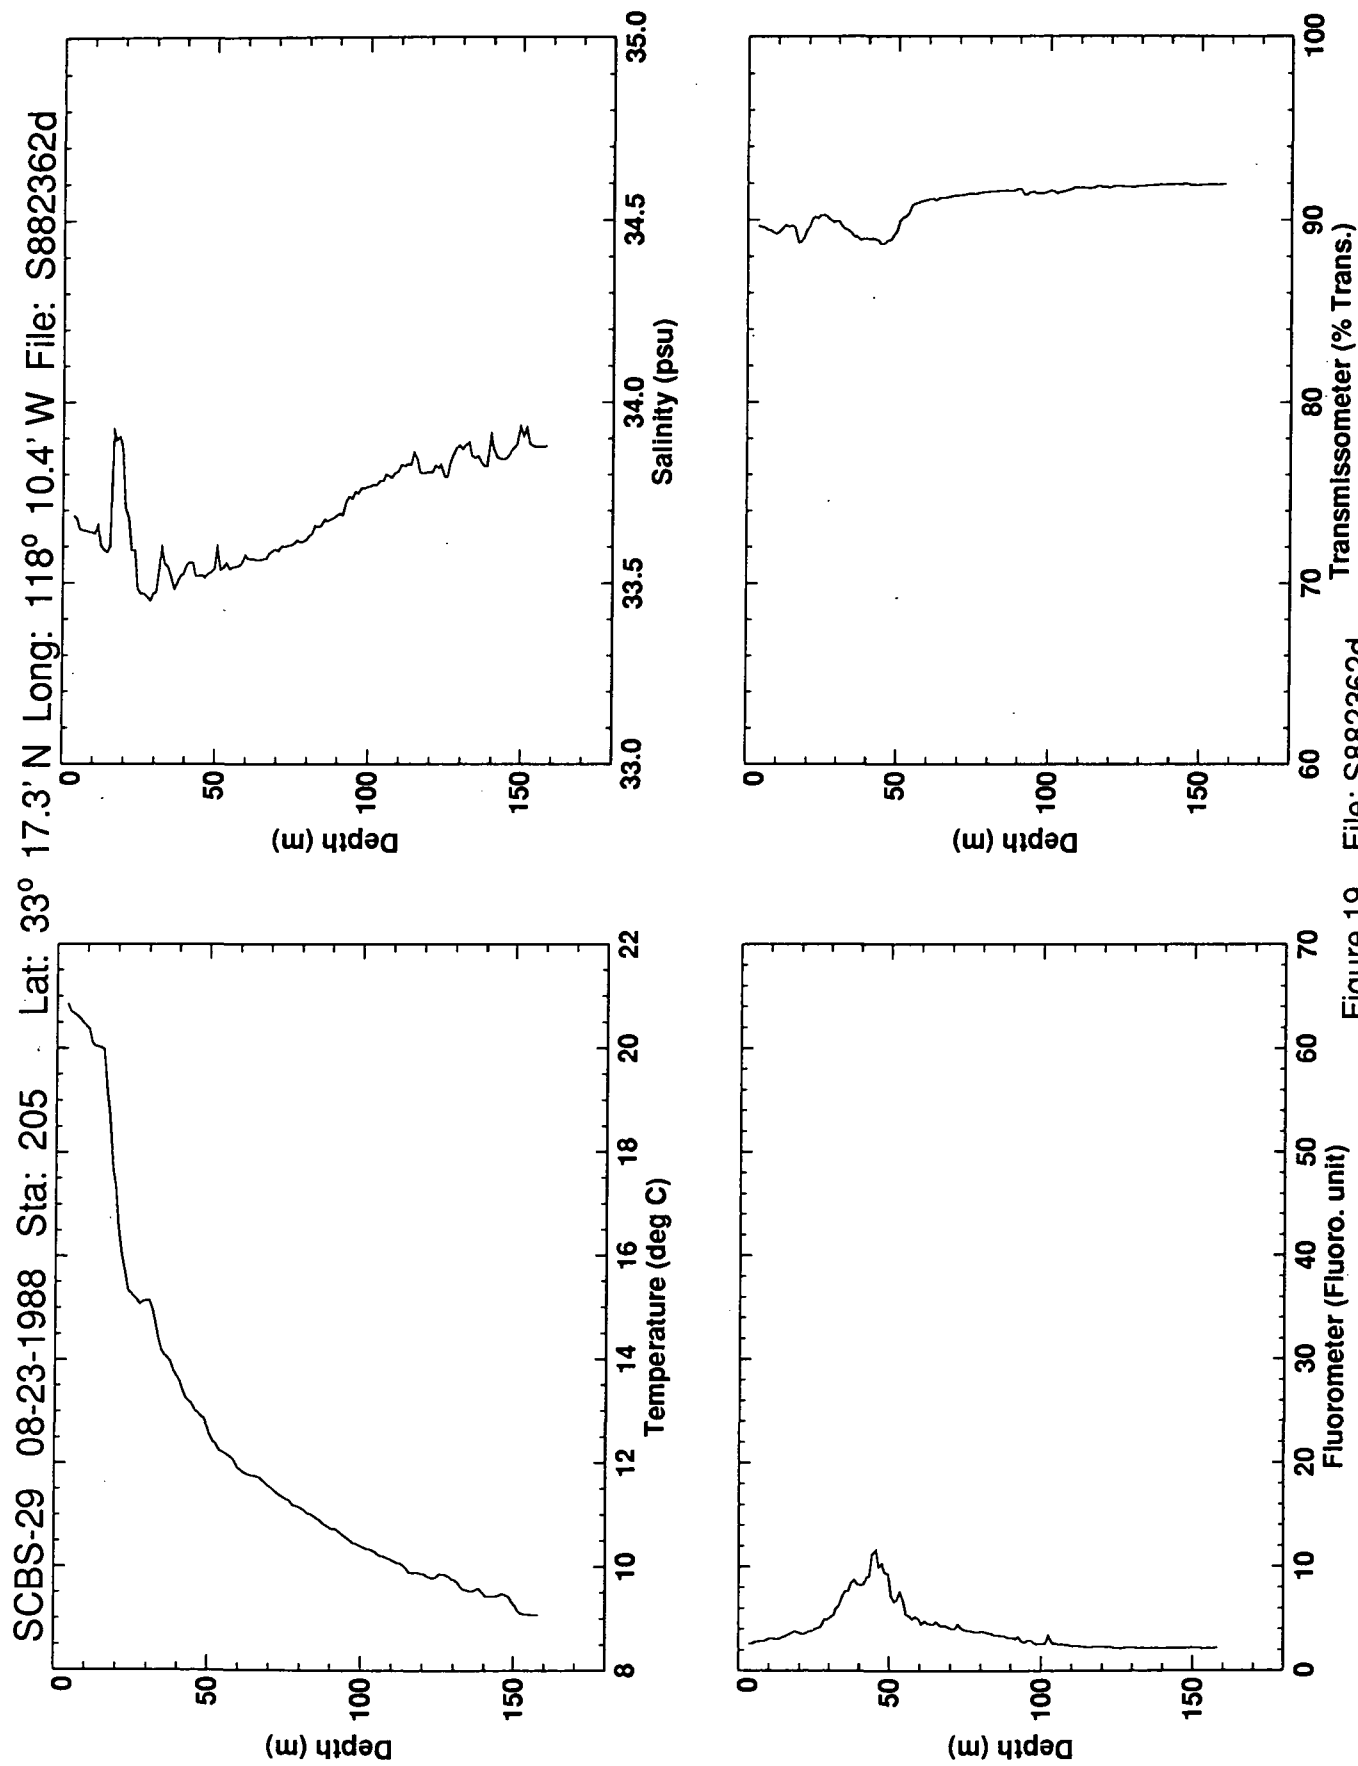 SCBS-29 08-23-1988 Sta.: 205 Lat: 33° 17.3' N Long: 118° 10.4' W File: S882362d
0
50
100
150
Depth (m)
8 10 12 14 16 18 20 22
Temperature (deg C)
0
50
100
150
Depth (m)
33.0 33.5 34.0 34.5 35.0
Salinity (psu)
0
50
100
150
Depth (m)
0 10 20 30 40 50 60 70
Fluorometer (Fluoro. unit)
0
50
100
150
Depth (m)
60 70 80 90 100
Transmissometer (% Trans.)
Figure 19 File: S882362d